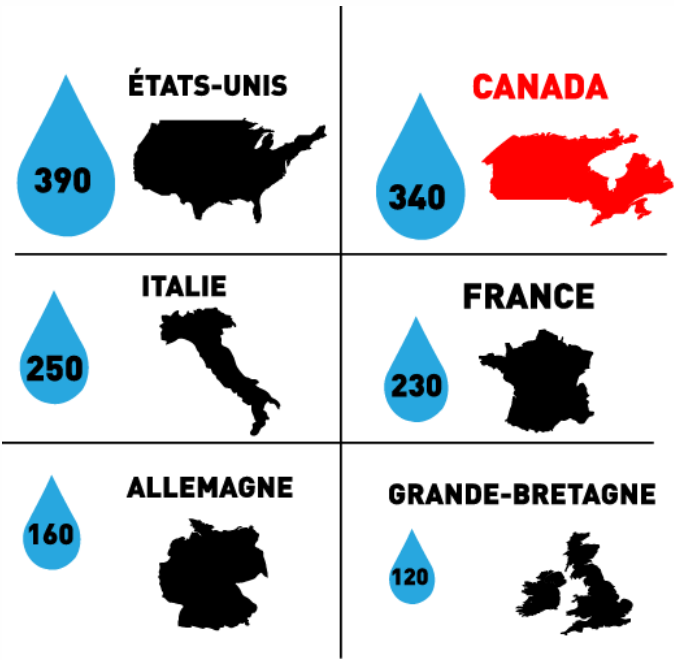 ÉTATS-UNIS
390
CANADA
340
ITALIE
250
FRANCE
230
ALLEMAGNE
160
GRANDE-BRETAGNE
120